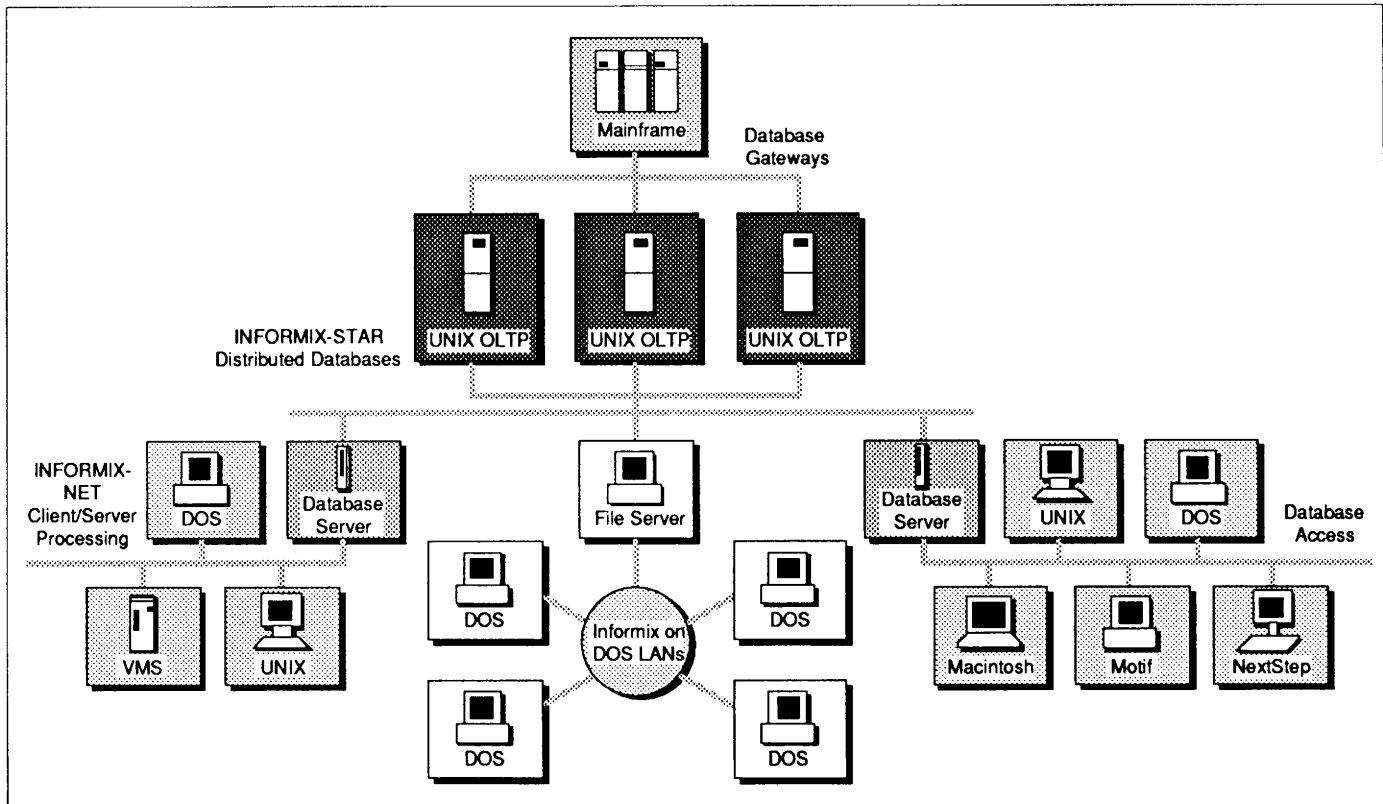 Mainframe
Database
Gateways
UNIX OLTP
UNIX OLTP
UNIX OLTP
INFORMIX-STAR
Distributed Databases
INFORMIX-
NET
Client/Server
Processing
DOS
Database
Server
File Server
Database
Server
UNIX
DOS
Database
Access
VMS
UNIX
DOS
DOS
Informix on
DOS LANs
DOS
DOS
Macintosh
Motif
NextStep